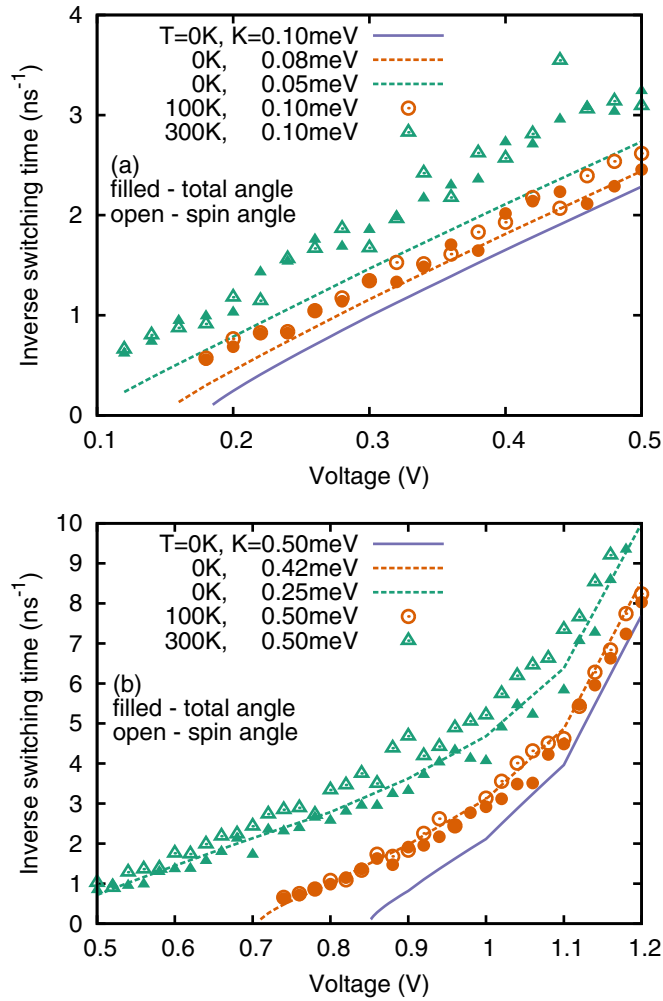 (a)
filled - total angle
open - spin angle
T=0K, K=0.10meV
0K, 0.08meV
0K, 0.05meV
100K, 0.10meV
300K, 0.10meV
Inverse switching time (ns⁻¹)
4
3
2
1
0
0.1 0.2 0.3 0.4 0.5
Voltage (V)
(b)
filled - total angle
open - spin angle
T=0K, K=0.50meV
0K, 0.42meV
0K, 0.25meV
100K, 0.50meV
300K, 0.50meV
Inverse switching time (ns⁻¹)
10
9
8
7
6
5
4
3
2
1
0
0.5 0.6 0.7 0.8 0.9 1 1.1 1.2
Voltage (V)